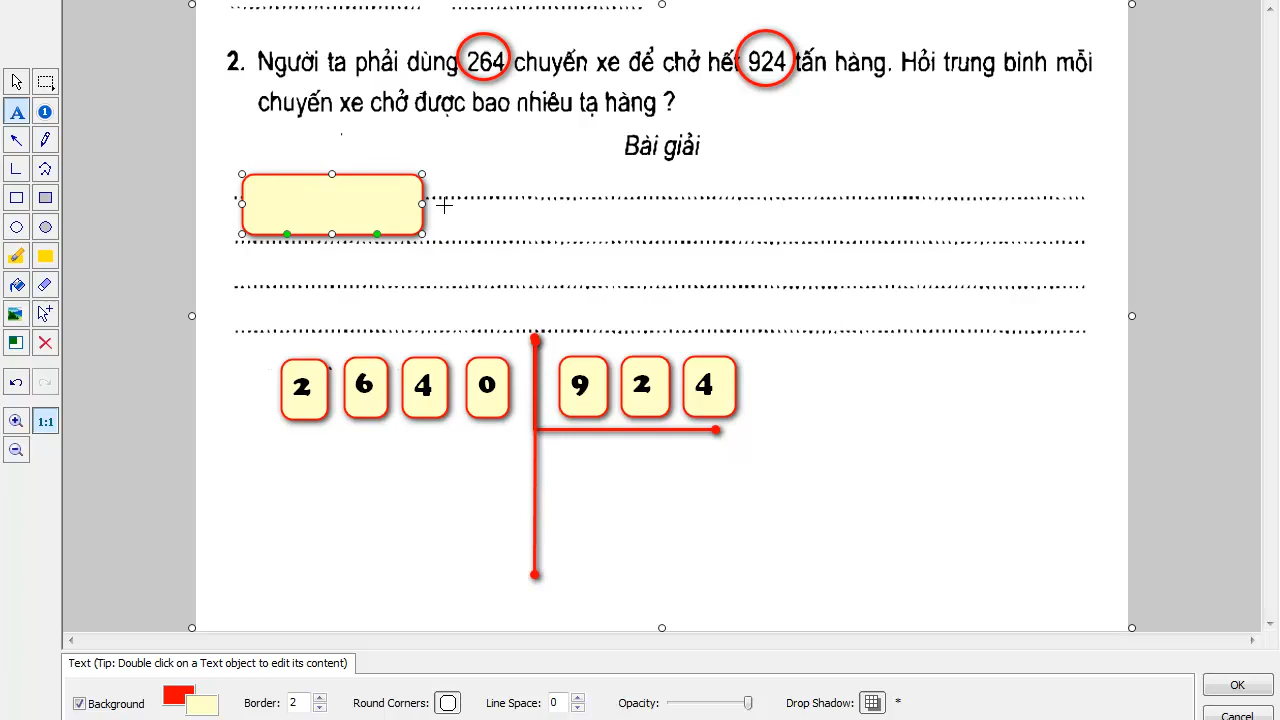 2. Người ta phải dùng 264 chuyến xe để chở hết 924 tấn hàng. Hỏi trung bình mỗi
chuyến xe chở được bao nhiêu tạ hàng ?
Bài giải
2 6 4 0 9 2 4
1:1
Text (Tip: Double click on a Text object to edit its content)
Background Border: 2 Round Corners: Line Space: 0 Opacity: Drop Shadow: *
OK
Cancel